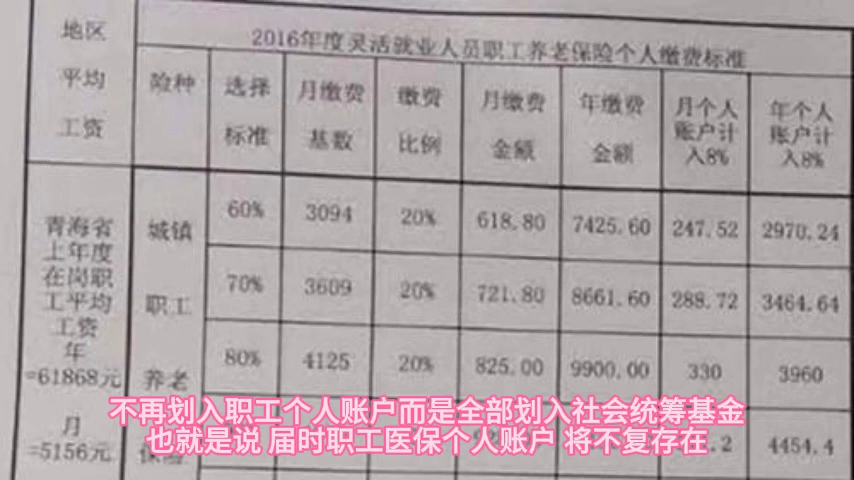 2016年度灵活就业人员职工养老保险个人缴费标准
地区
平均
工资
险种
选择
标准
月缴费
基数
缴费
比例
月缴费
金额
年缴费
金额
月个人
账户计
入8%
年个人
账户计
入8%
青海省
上年度
在岗职
工平均
工资
年
=61868元
月
=5156元
城镇
职工
养老
保险
60% 3094 20% 618.80 7425.60 247.52 2970.24
70% 3609 20% 721.80 8661.60 288.72 3464.64
80% 4125 20% 825.00 9900.00 330 3960
4454.4
不再划入职工个人账户而是全部划入社会统筹基金
也就是说 届时职工医保个人账户 将不复存在